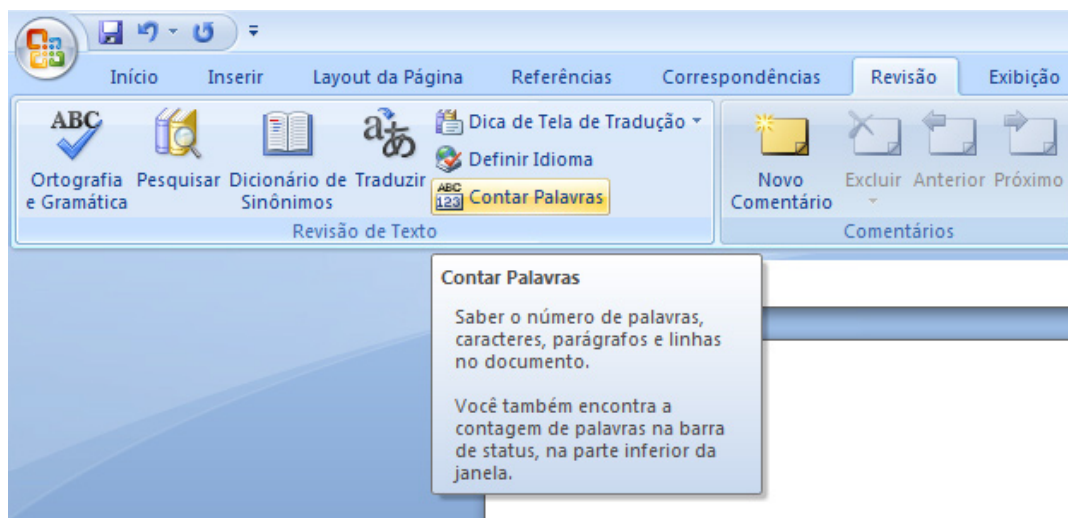 Início Inserir Layout da Página Referências Correspondências Revisão Exibição
ABC
Ortografia e Gramática
Pesquisar
Dicionário de Sinônimos
aあ
Traduzir
Dica de Tela de Tradução
Definir Idioma
ABC
123
Contar Palavras
Revisão de Texto
Novo
Comentário
Excluir Anterior Próximo
Comentários
Contar Palavras
Saber o número de palavras,
caracteres, parágrafos e linhas
no documento.
Você também encontra a
contagem de palavras na barra
de status, na parte inferior da
janela.